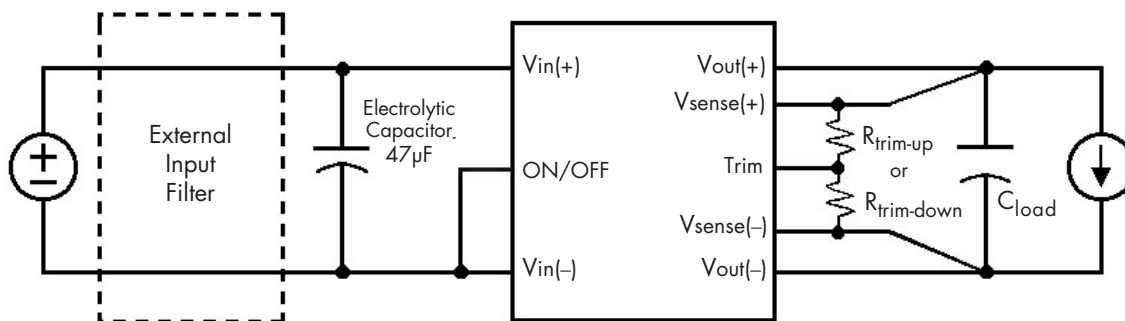 External
Input
Filter
Electrolytic
Capacitor
47µF
Vin(+)
ON/OFF
Vin(–)
Vout(+)
Vsense(+)
Trim
Vsense(–)
Vout(–)
Rtrim-up
or
Rtrim-down
Cload